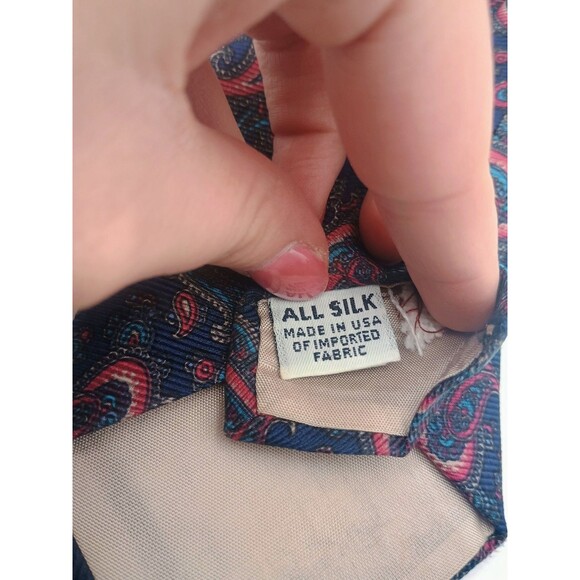 ALL SILK
MADE IN USA
OF IMPORTED
FABRIC